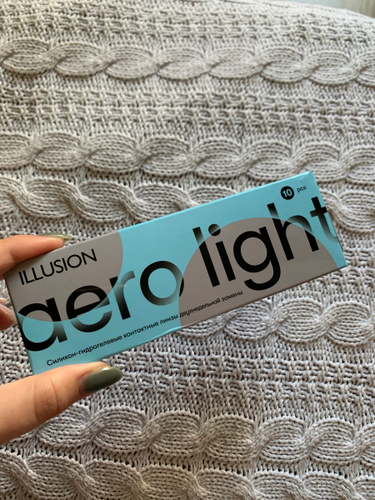 ILLUSION
aero light
10 pcs
Силикон-гидрогелевые контактные линзы двухнедельной замены